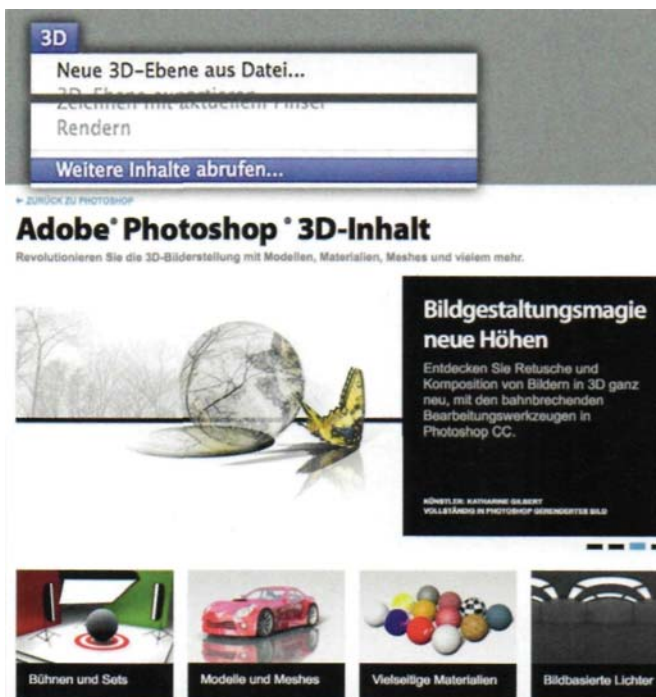 3D
Neue 3D-Ebene aus Datei...
Rendern
Weitere Inhalte abrufen...
ZURÜCK ZU PHOTOSHOP
Adobe® Photoshop® 3D-Inhalt
Revolutionieren Sie die 3D-Bilderstellung mit Modellen, Materialien, Meshes und vielem mehr.
Bildgestaltungsmagie
neue Höhen
Entdecken Sie Retusche und
Komposition von Bildern in 3D ganz
neu, mit den bahnbrechenden
Bearbeitungswerkzeugen in
Photoshop CC.
KÜNSTLER: KATHARINE GILBERT
VOLLSTÄNDIG IN PHOTOSHOP GERENDERTES BILD
Bühnen und Sets
Modelle und Meshes
Vielseitige Materialien
Bildbasierte Lichter